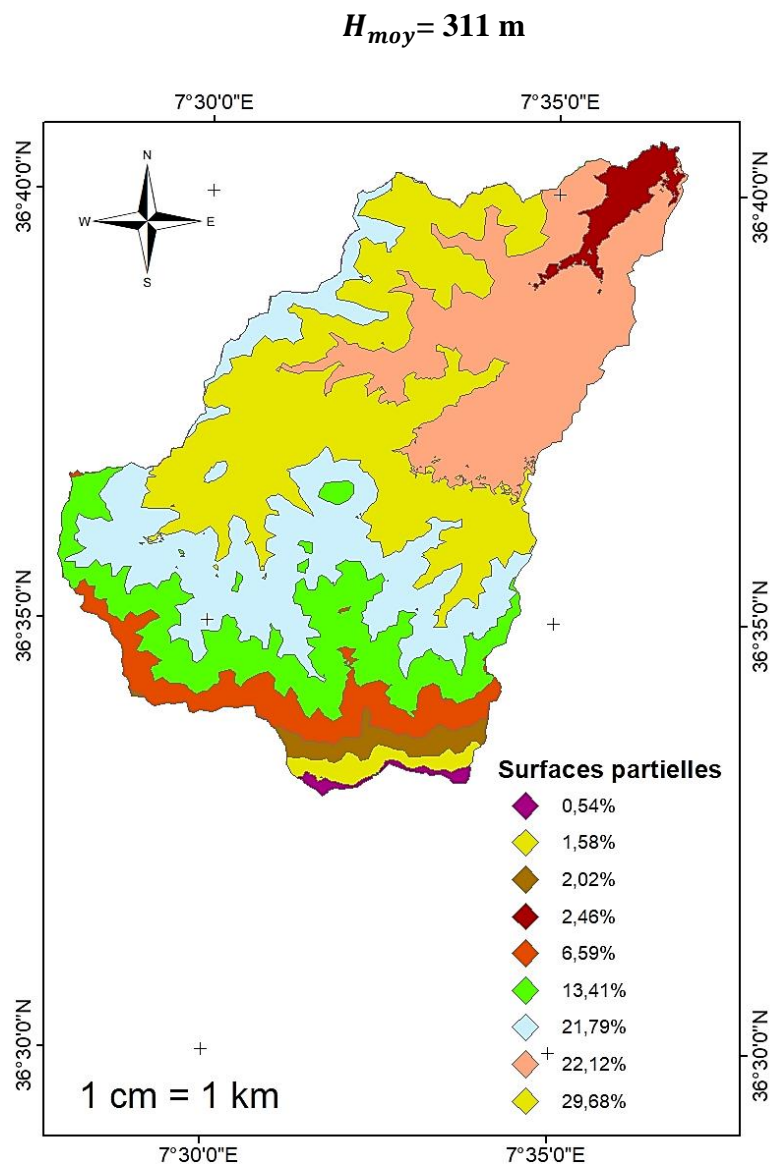 H_moy= 311 m
7°30'0"E 7°35'0"E
36°40'0"N 36°40'0"N
N
W E
S
36°35'0"N 36°35'0"N
Surfaces partielles
0,54%
1,58%
2,02%
2,46%
6,59%
13,41%
21,79%
22,12%
29,68%
36°30'0"N 36°30'0"N
1 cm = 1 km
7°30'0"E 7°35'0"E